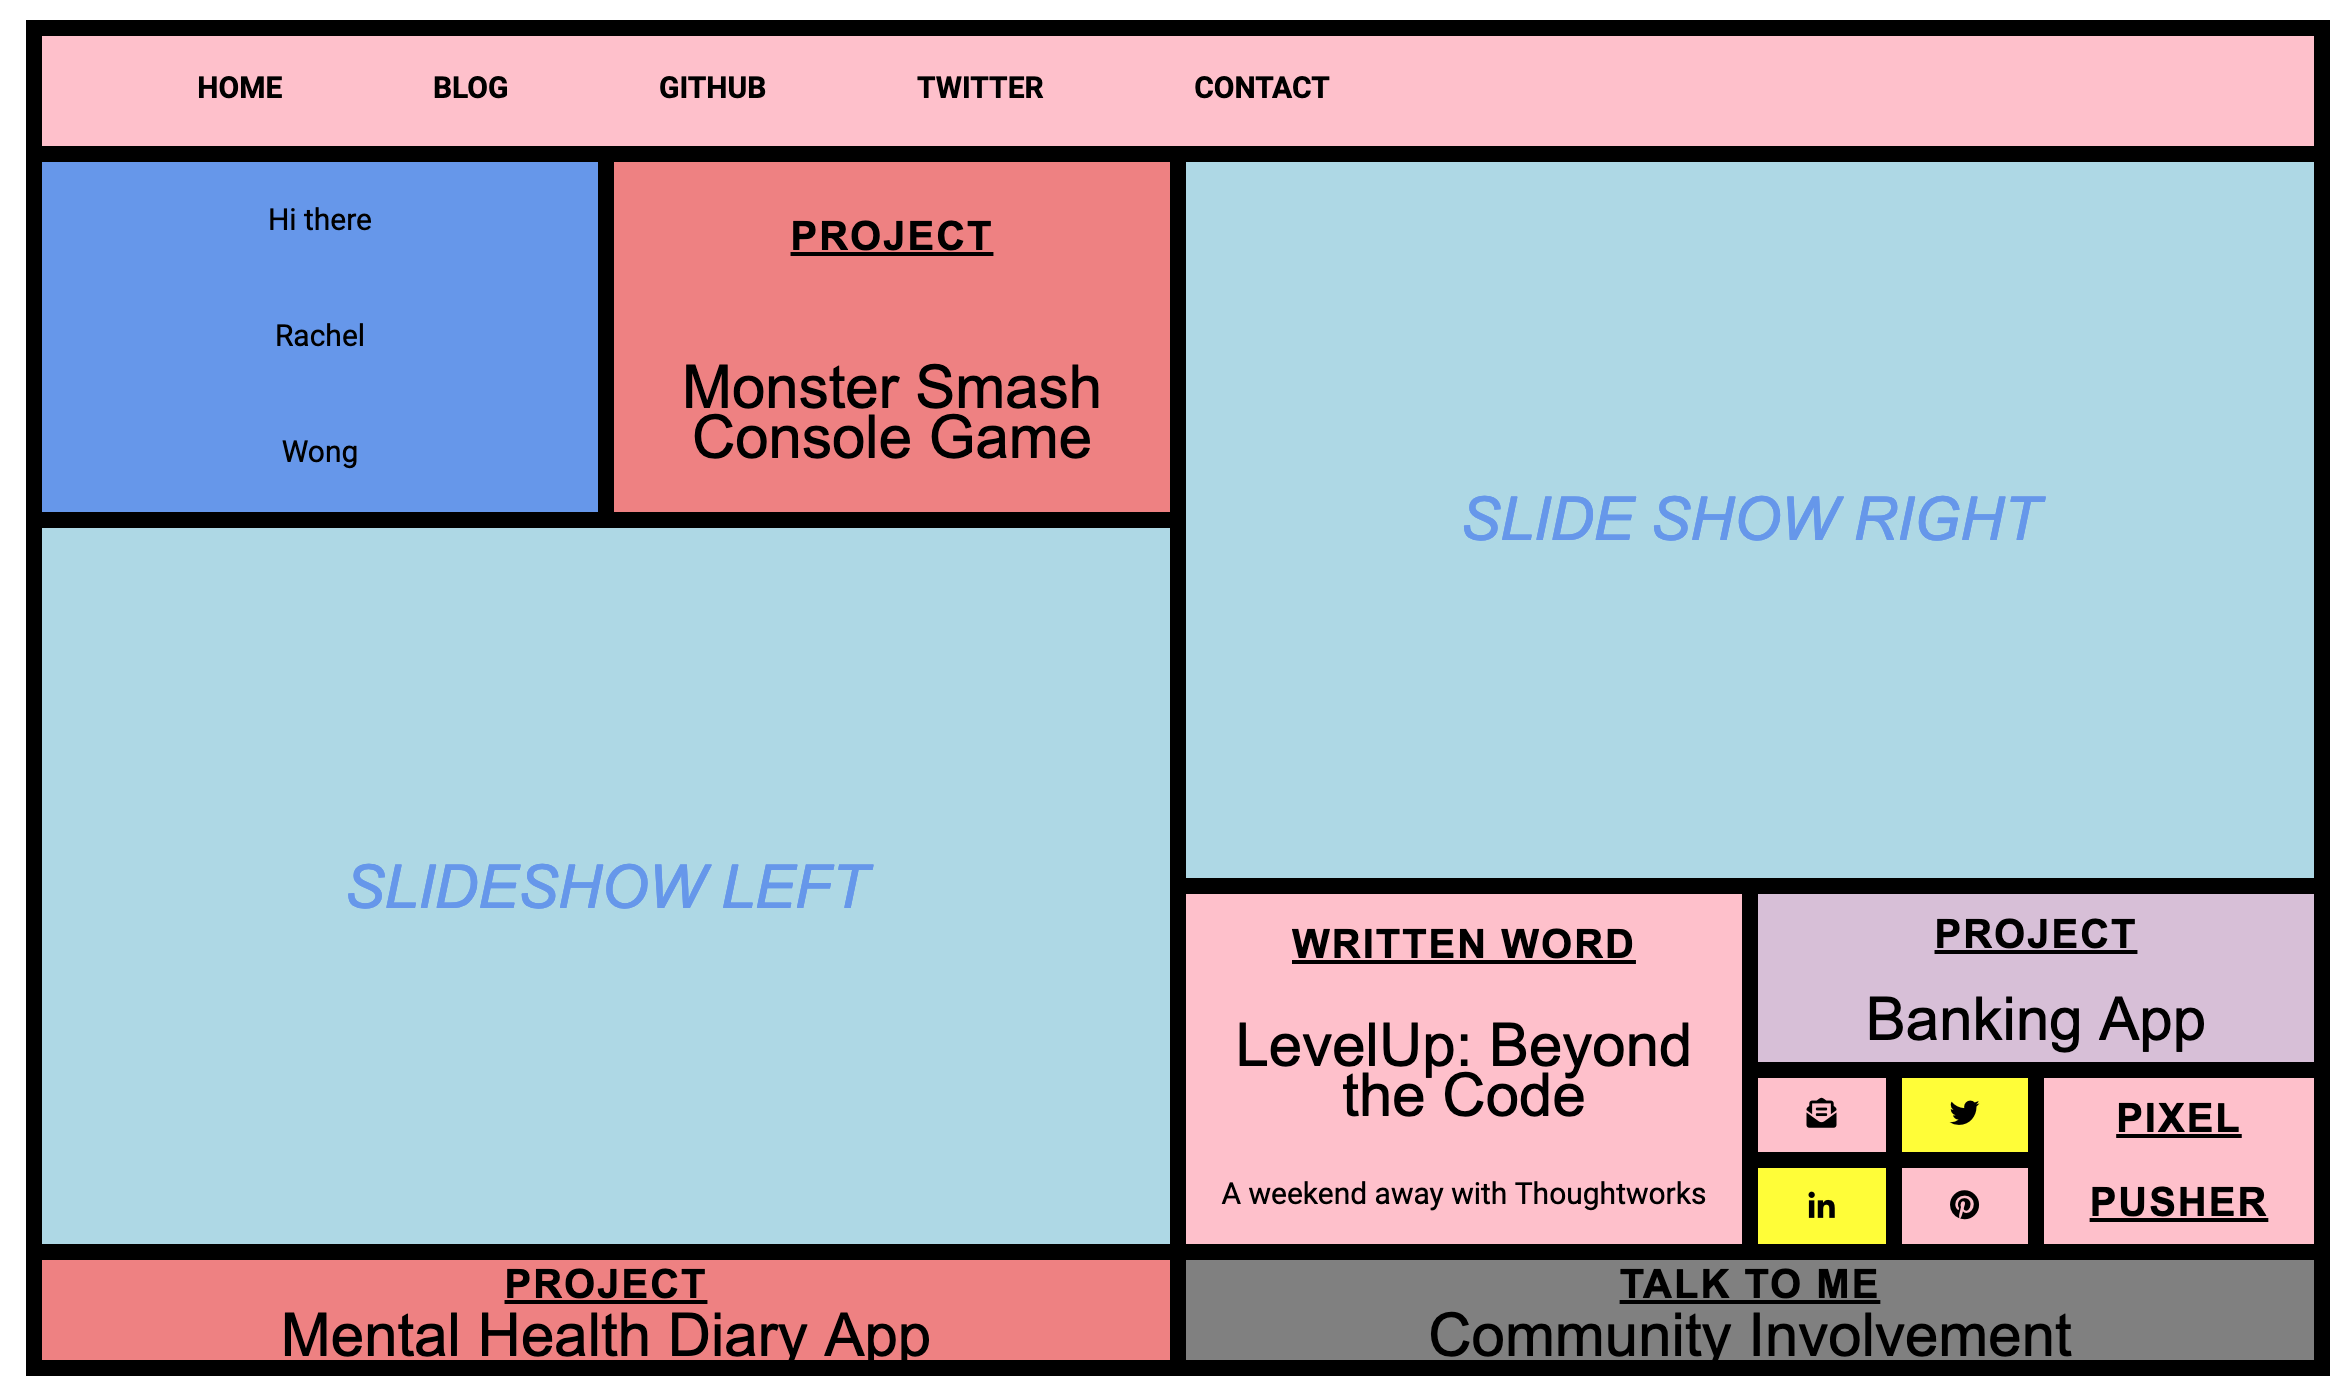 HOME BLOG GITHUB TWITTER CONTACT
Hi there
Rachel
Wong
PROJECT
Monster Smash
Console Game
SLIDE SHOW RIGHT
SLIDESHOW LEFT
WRITTEN WORD
LevelUp: Beyond
the Code
A weekend away with Thoughtworks
PROJECT
Banking App
in
PIXEL
PUSHER
PROJECT
Mental Health Diary App
TALK TO ME
Community Involvement